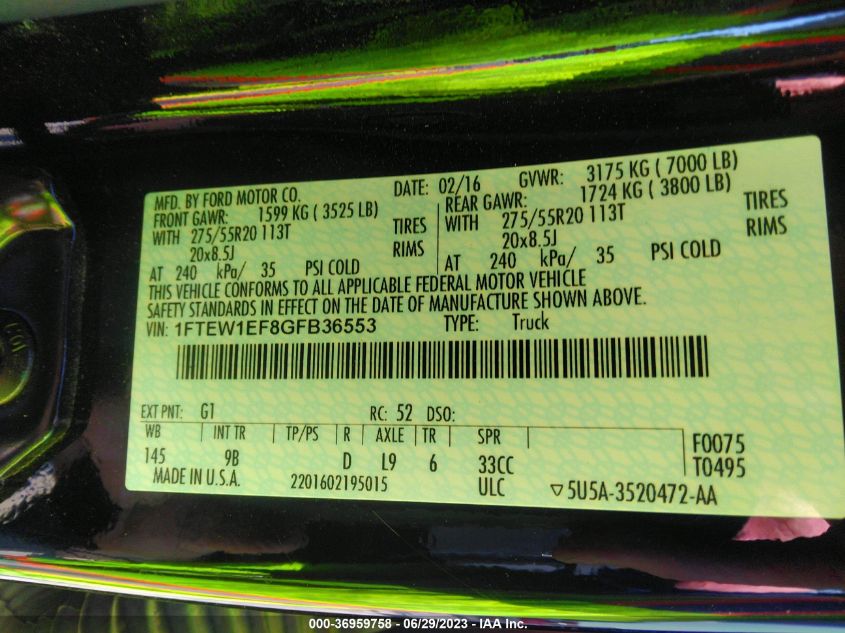 MFD. BY FORD MOTOR CO. DATE: 02/16 GVWR: 3175 KG ( 7000 LB)
FRONT GAWR: 1599 KG ( 3525 LB) REAR GAWR: 1724 KG ( 3800 LB)
WITH 275/55R20 113T TIRES WITH 275/55R20 113T TIRES
20x8.5J RIMS 20x8.5J RIMS
AT 240 kPa/ 35 PSI COLD AT 240 kPa/ 35 PSI COLD
THIS VEHICLE CONFORMS TO ALL APPLICABLE FEDERAL MOTOR VEHICLE
SAFETY STANDARDS IN EFFECT ON THE DATE OF MANUFACTURE SHOWN ABOVE.
VIN: 1FTEW1EF8GFB36553 TYPE: Truck
EXT PNT: G1 RC: 52 DSO:
WB INT TR TP/PS R AXLE TR SPR F0075
145 9B D L9 6 33CC T0495
MADE IN U.S.A. 2201602195015 ULC ▽5U5A-3520472-AA
000-36959758 - 06/29/2023 - IAA Inc.